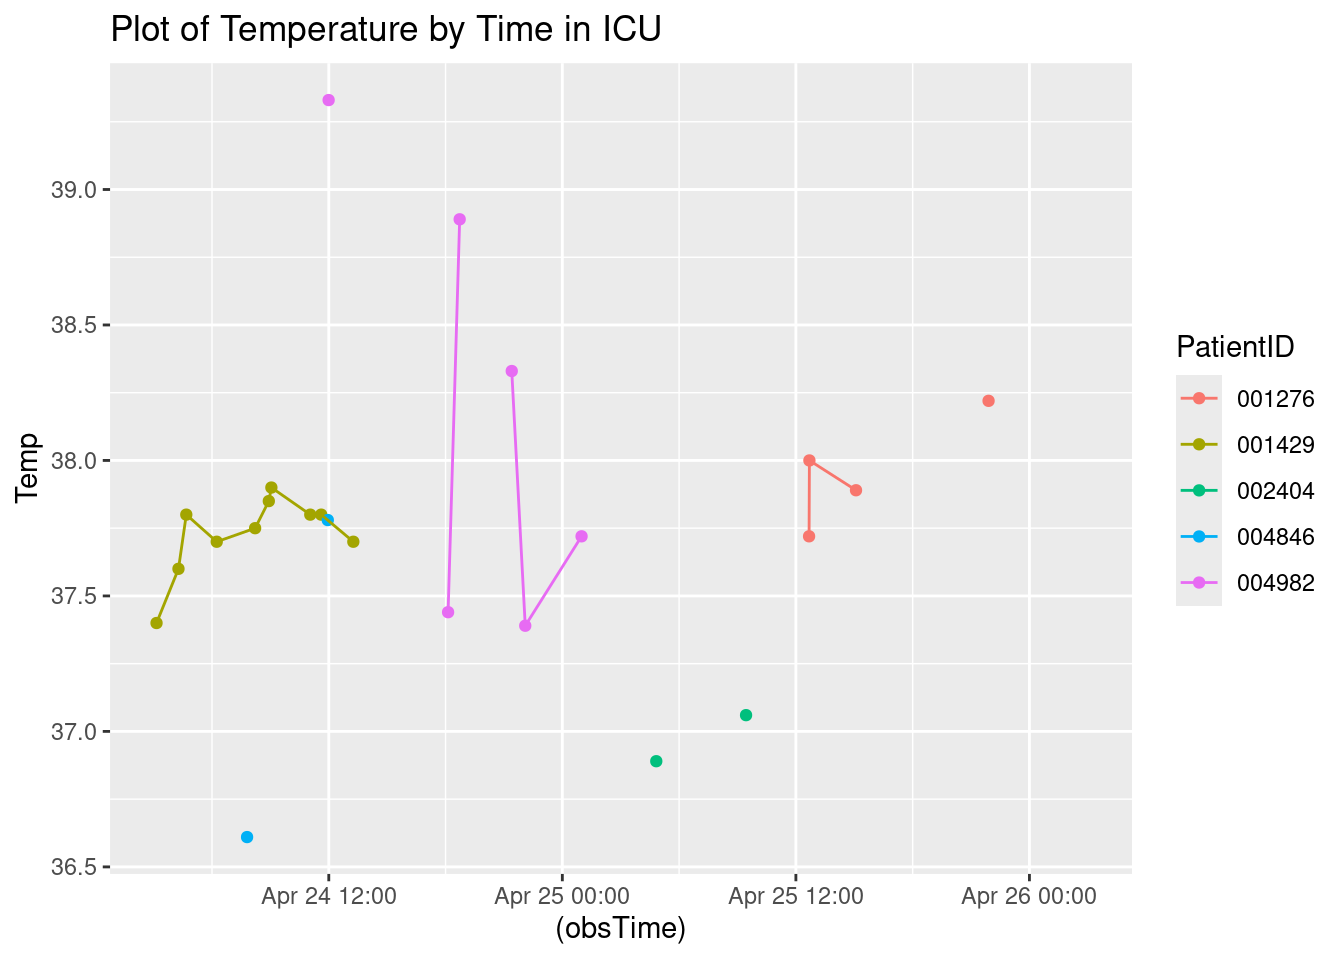 Plot of Temperature by Time in ICU
39.0
38.5
38.0
37.5
37.0
36.5
Temp
Apr 24 12:00
Apr 25 00:00
Apr 25 12:00
Apr 26 00:00
(obsTime)
PatientID
001276
001429
002404
004846
004982